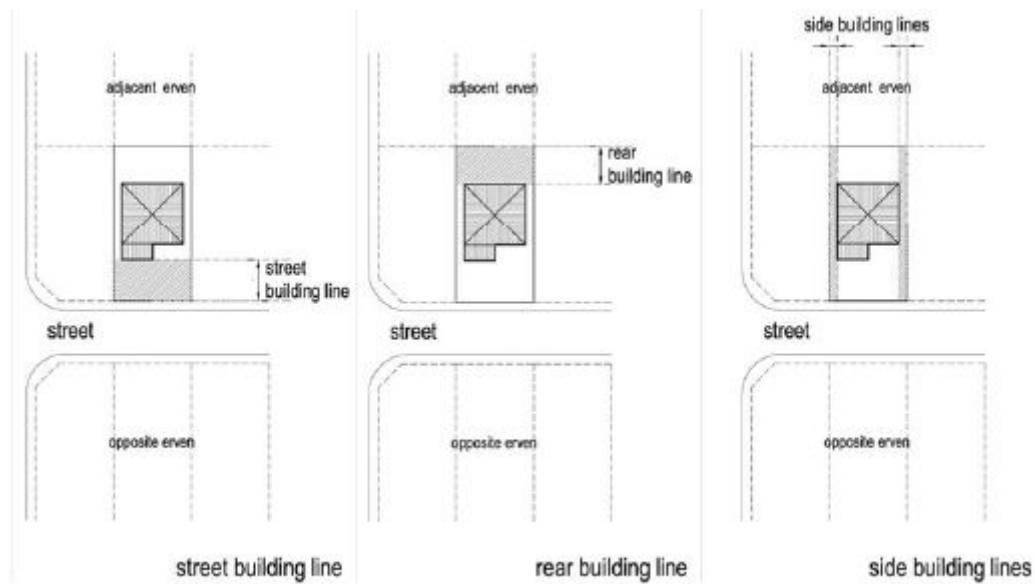 adjacent erven
street
building line
street
opposite erven
street building line
adjacent erven
rear
building line
street
opposite erven
rear building line
side building lines
adjacent erven
street
opposite erven
side building lines